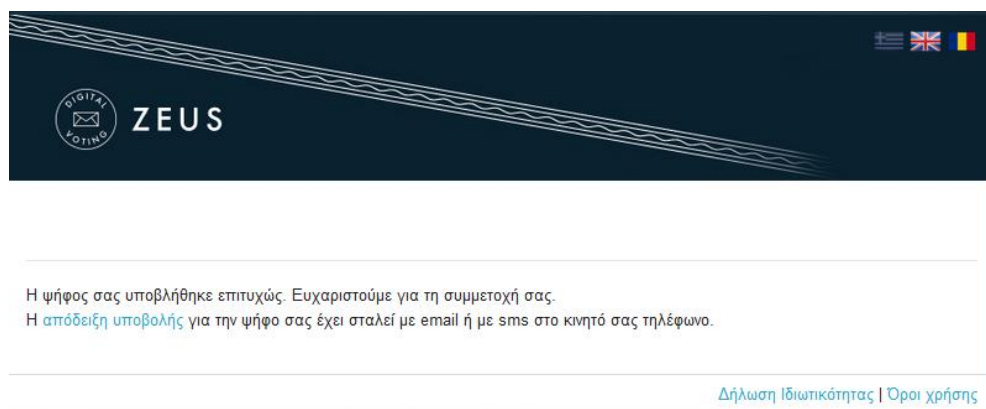 DIGITAL VOTING
ZEUS
Η ψήφος σας υποβλήθηκε επιτυχώς. Ευχαριστούμε για τη συμμετοχή σας.
Η απόδειξη υποβολής για την ψήφο σας έχει σταλεί με email ή με sms στο κινητό σας τηλέφωνο.
Δήλωση Ιδιωτικότητας | Όροι χρήσης